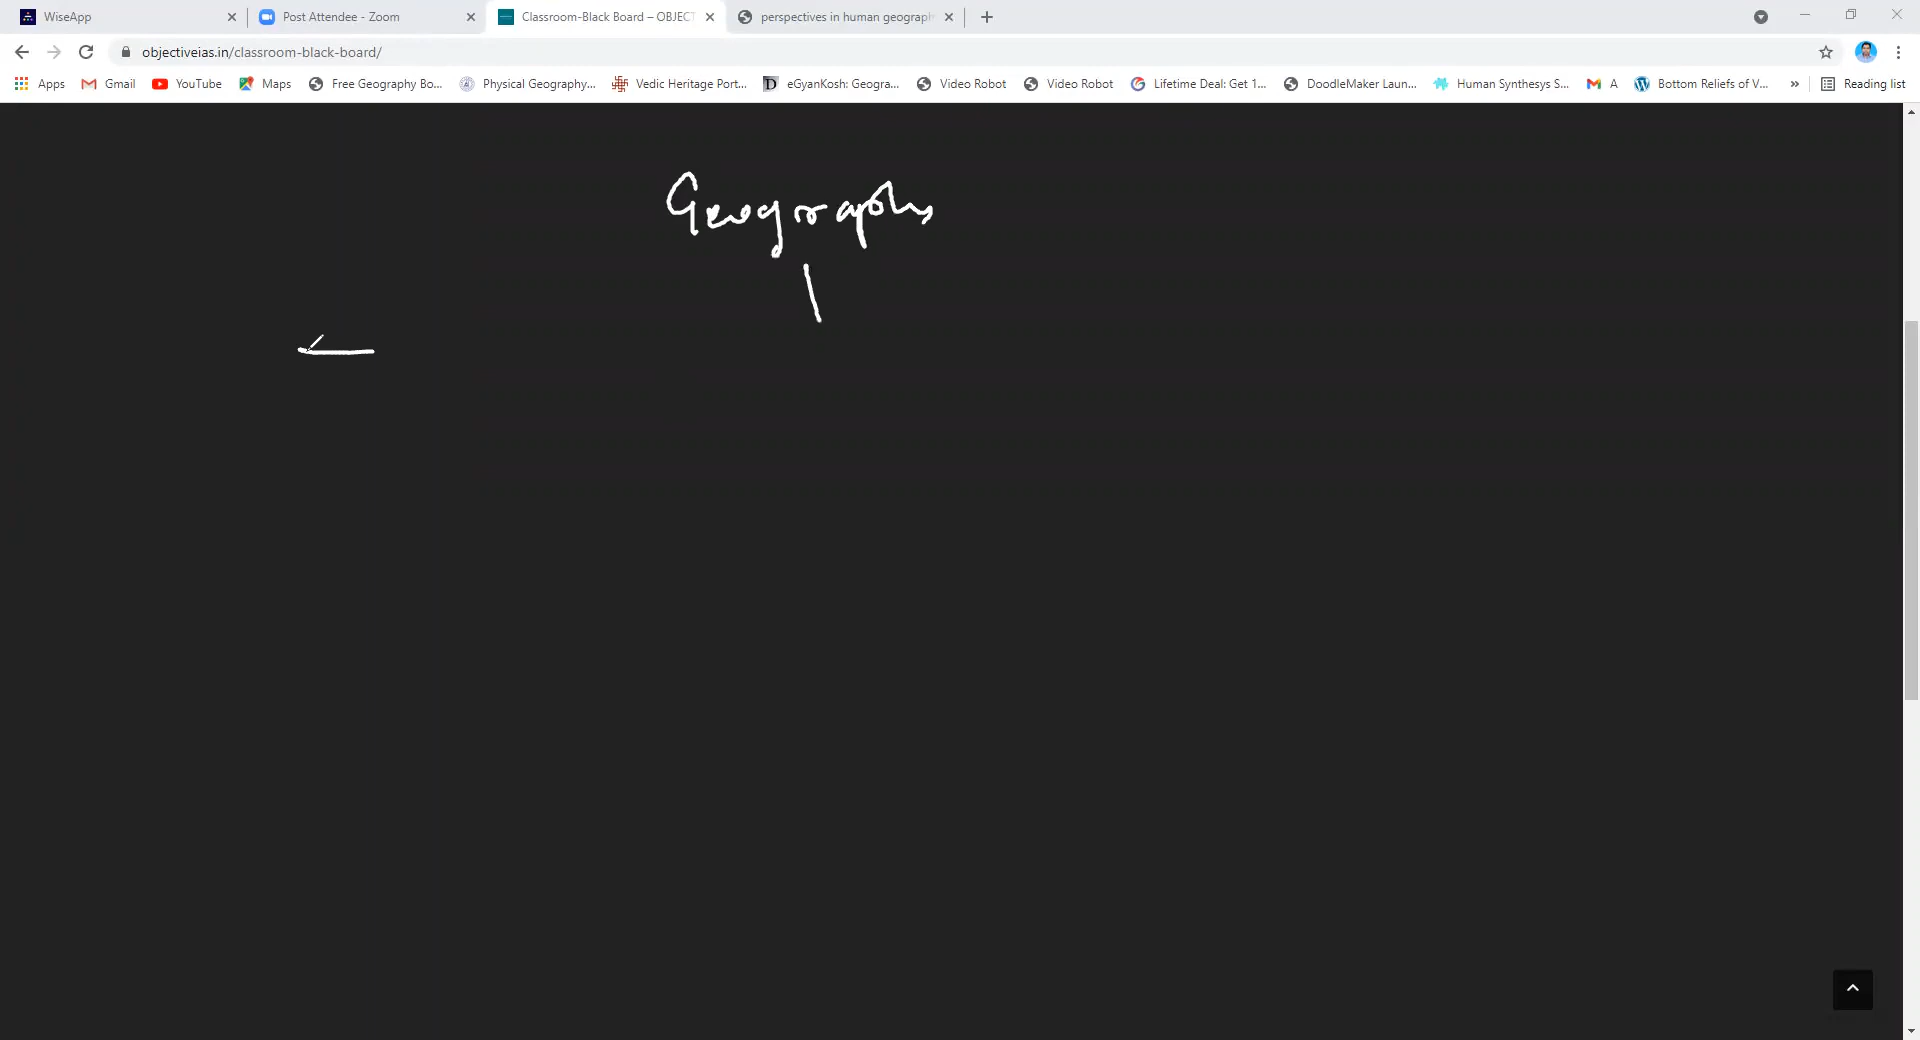 WiseApp
Post Attendee - Zoom
Classroom-Black Board – OBJECT
perspectives in human geograph
objectiveias.in/classroom-black-board/
Apps
Gmail
YouTube
Maps
Free Geography Bo...
Physical Geography...
Vedic Heritage Port...
eGyanKosh: Geogra...
Video Robot
Video Robot
Lifetime Deal: Get 1...
DoodleMaker Laun...
Human Synthesys S...
A
Bottom Reliefs of V...
»
Reading list
Geography